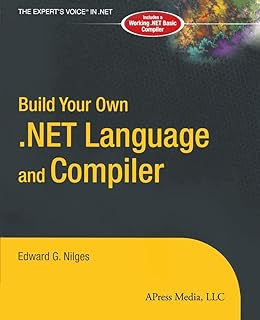 THE EXPERT'S VOICE® IN .NET
Includes a
Working .NET Basic
Compiler
Build Your Own
.NET Language
and Compiler
Edward G. Nilges
APress Media, LLC